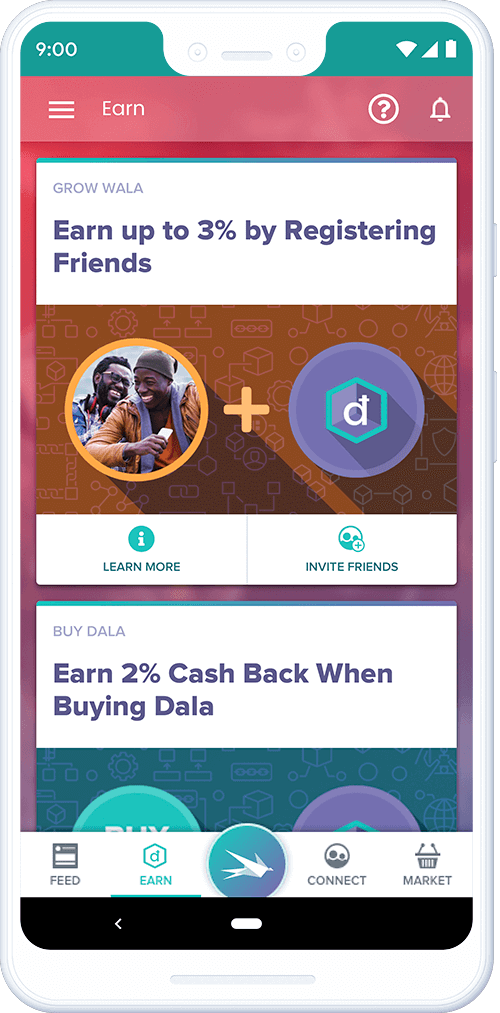 9:00
Earn
GROW WALA
Earn up to 3% by Registering
Friends
đ
LEARN MORE
INVITE FRIENDS
BUY DALA
Earn 2% Cash Back When
Buying Dala
BUY
FEED
EARN
CONNECT
MARKET